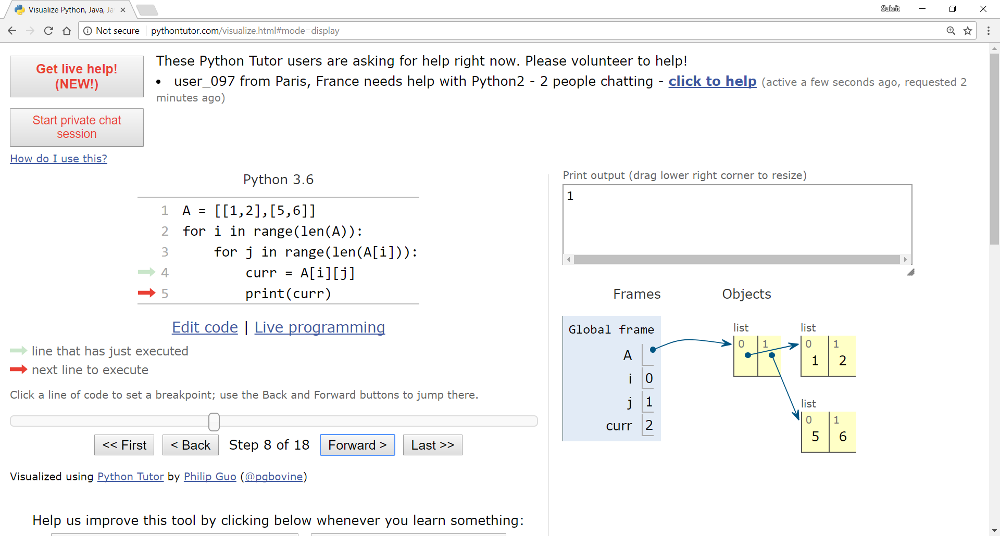 Visualize Python, Java, Ja
Sukrit
Not secure | pythontutor.com/visualize.html#mode=display
Get live help!
(NEW!)
These Python Tutor users are asking for help right now. Please volunteer to help!
• user_097 from Paris, France needs help with Python2 - 2 people chatting - click to help (active a few seconds ago, requested 2
minutes ago)
Start private chat
session
How do I use this?
Python 3.6
1 A = [[1,2],[5,6]]
2 for i in range(len(A)):
3     for j in range(len(A[i])):
4         curr = A[i][j]
5         print(curr)
Edit code | Live programming
line that has just executed
next line to execute
Click a line of code to set a breakpoint; use the Back and Forward buttons to jump there.
<< First
< Back
Step 8 of 18
Forward >
Last >>
Visualized using Python Tutor by Philip Guo (@pgbovine)
Help us improve this tool by clicking below whenever you learn something:
Print output (drag lower right corner to resize)
1
Frames
Objects
Global frame
A
i 0
j 1
curr 2
list
0 1
list
0 1
1 2
list
0 1
5 6